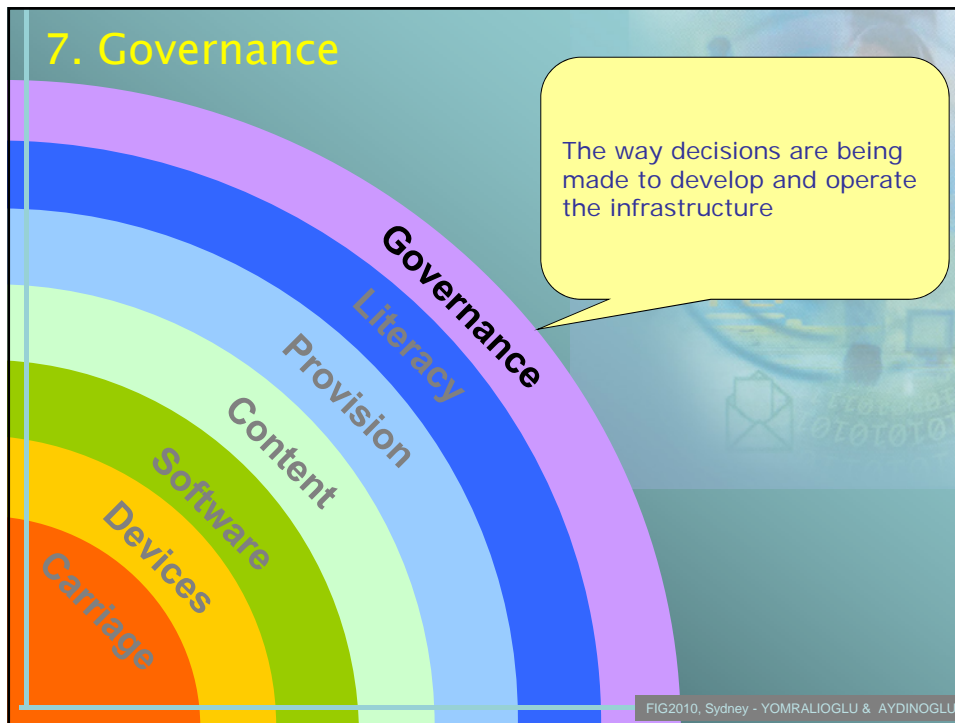 7. Governance
The way decisions are being
made to develop and operate
the infrastructure
Governance
Literacy
Provision
Content
Software
Devices
Carriage
FIG2010, Sydney - YOMRALIOGLU & AYDINOGLU